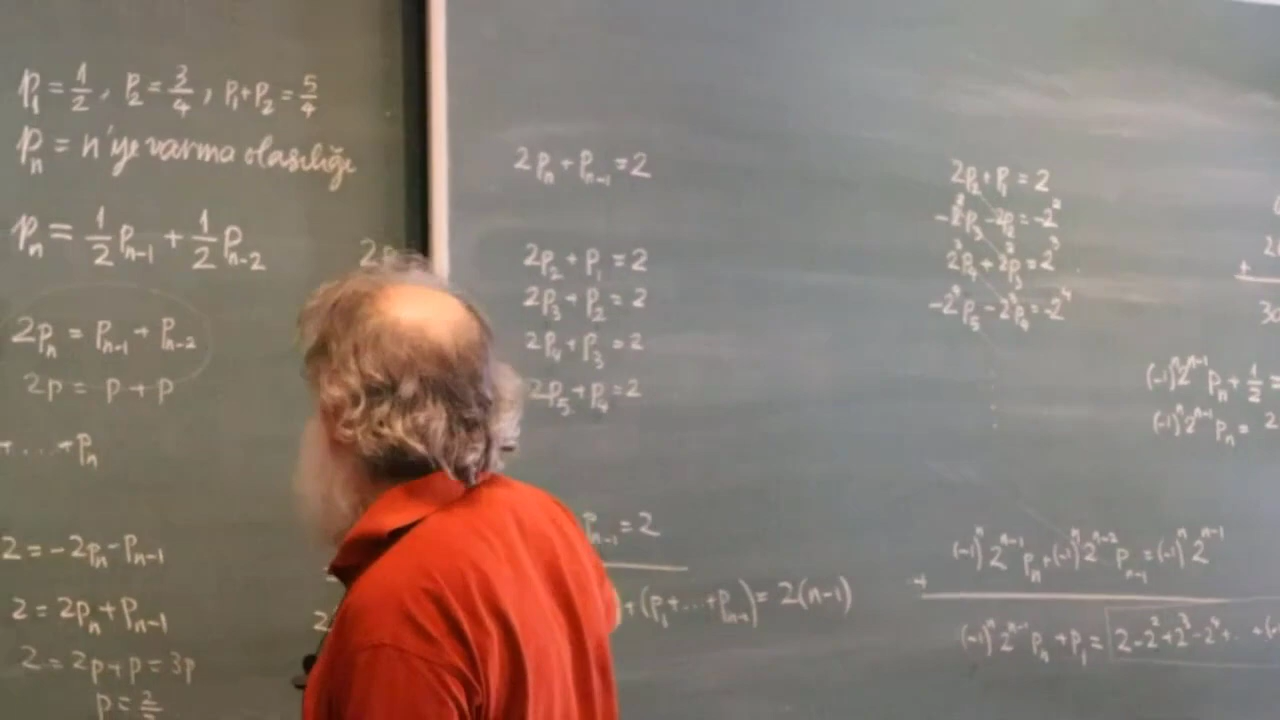 p₁ = 1/2, p₂ = 3/4, p₁+p₂ = 5/4
pₙ = n'ye varma olasılığı
pₙ = 1/2 pₙ₋₁ + 1/2 pₙ₋₂
2pₙ = pₙ₋₁ + pₙ₋₂
2p = p + p
+...+pₙ
2 = -2pₙ - pₙ₋₁
2 = 2pₙ + pₙ₋₁
2 = 2p + p = 3p
2pₙ + pₙ₋₁ = 2
2p₂ + p₁ = 2
2p₃ + p₂ = 2
2p₄ + p₃ = 2
2p₅ + p₄ = 2
pₙ₋₁ = 2
+ (p₁+...+pₙ₋₁) = 2(n-1)
2p₂ + p₁ = 2
-2²p₃ - 2p₂ = -2²
2³p₄ + 2²p₃ = 2³
-2⁴p₅ - 2³p₄ = -2⁴
(-1)ⁿ2ⁿ⁻¹pₙ + 1/2 =
(-1)ⁿ2ⁿ⁻¹pₙ = 2
(-1)ⁿ2ⁿ⁻¹pₙ + (-1)ⁿ2ⁿ⁻²pₙ₋₁ = (-1)ⁿ2ⁿ⁻¹
+
(-1)ⁿ2ⁿ⁻¹pₙ + p₁ = 2-2²+2³-2⁴+...+(-